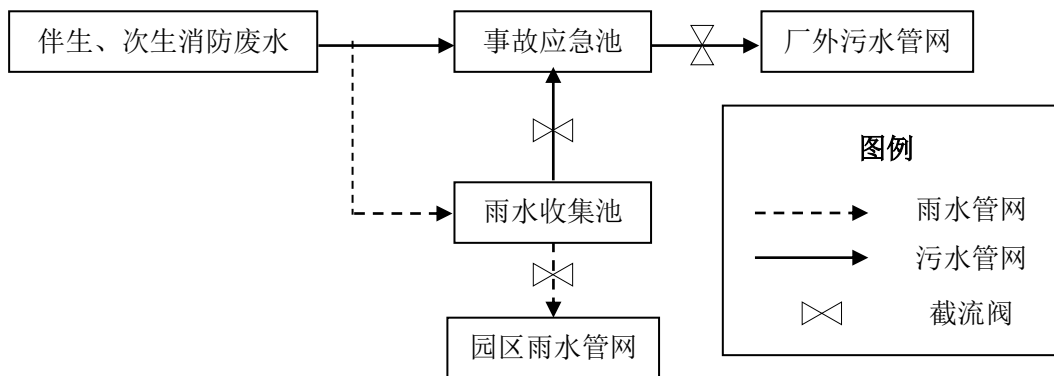 伴生、次生消防废水
事故应急池
厂外污水管网
图例
雨水收集池
雨水管网
污水管网
截流阀
园区雨水管网